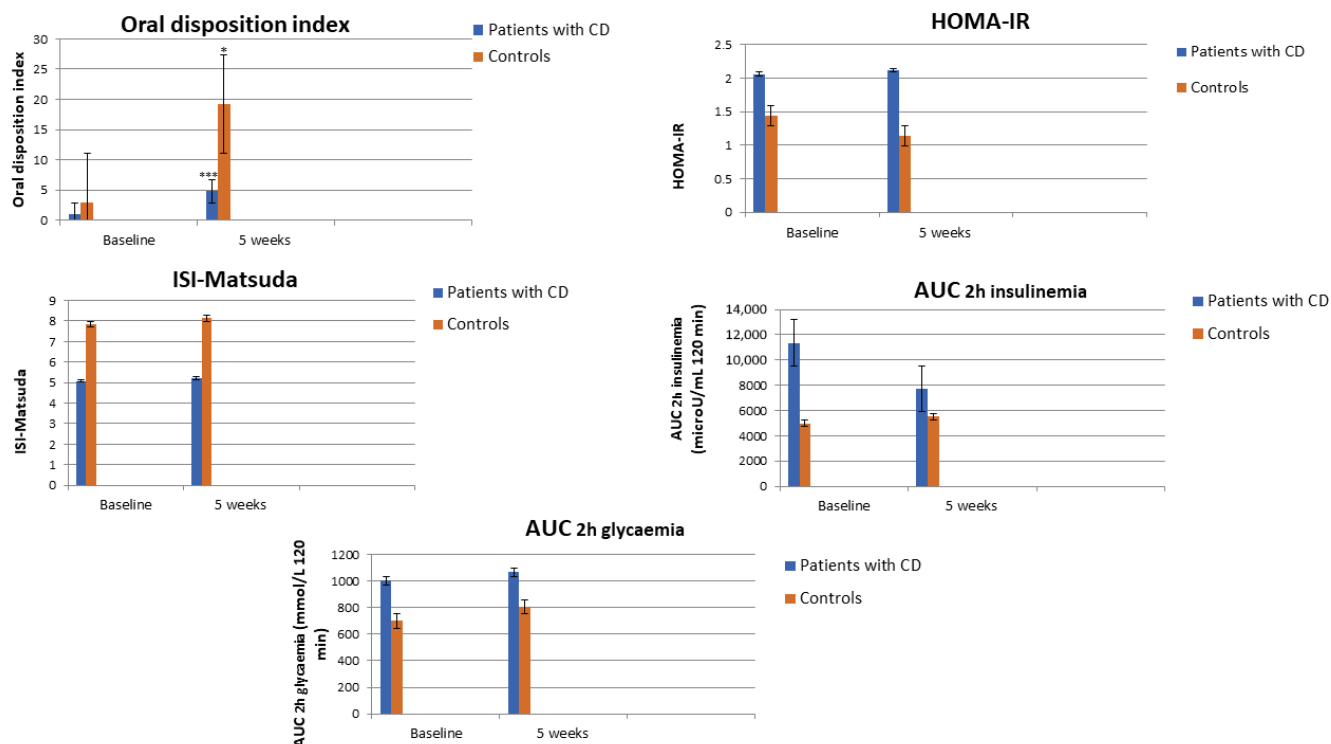 Oral disposition index
Oral disposition index
30
25
20
15
10
5
0
*
***
Baseline
5 weeks
Patients with CD
Controls
HOMA-IR
HOMA-IR
2.5
2
1.5
1
0.5
0
Baseline
5 weeks
Patients with CD
Controls
ISI-Matsuda
ISI-Matsuda
9
8
7
6
5
4
3
2
1
0
Baseline
5 weeks
Patients with CD
Controls
AUC 2h insulinemia
AUC 2h insulinemia
(microU/mL 120 min)
14,000
12,000
10,000
8000
6000
4000
2000
0
Baseline
5 weeks
Patients with CD
Controls
AUC 2h glycaemia
AUC 2h glycaemia (mmol/L 120
min)
1200
1000
800
600
400
200
0
Baseline
5 weeks
Patients with CD
Controls